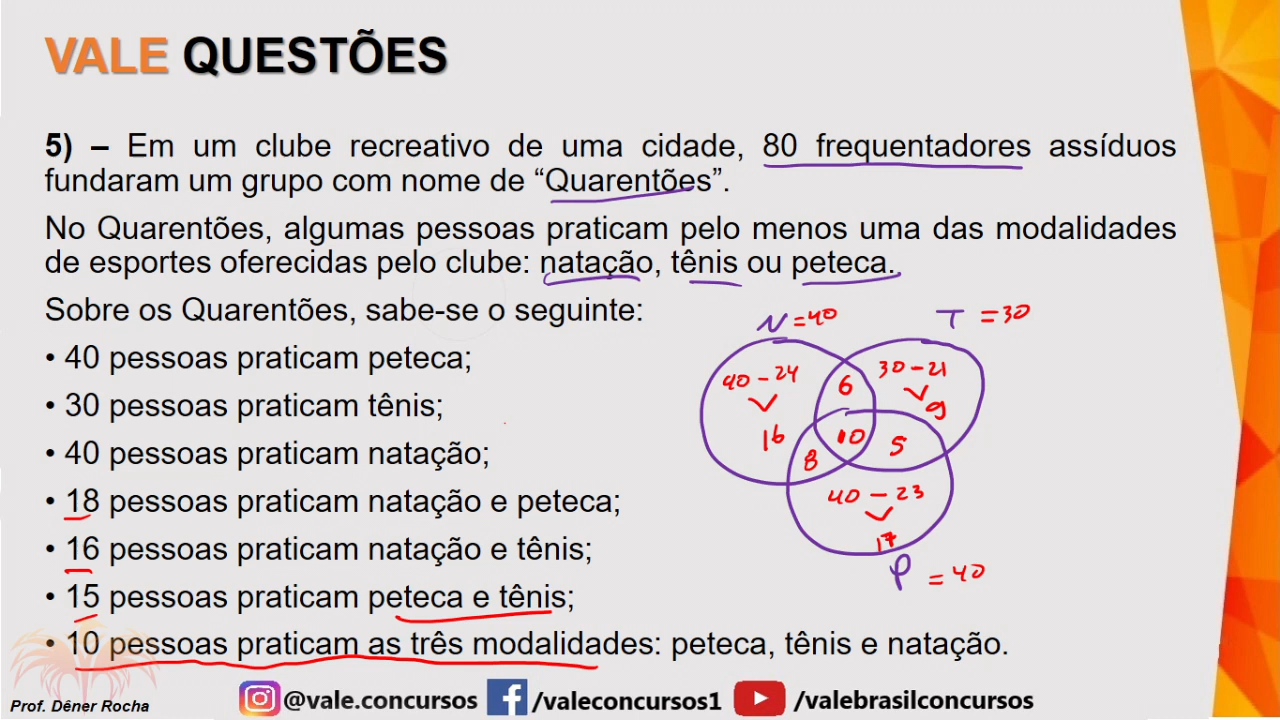 VALE QUESTÕES
5) – Em um clube recreativo de uma cidade, 80 frequentadores assíduos
fundaram um grupo com nome de “Quarentões”.
No Quarentões, algumas pessoas praticam pelo menos uma das modalidades
de esportes oferecidas pelo clube: natação, tênis ou peteca.
Sobre os Quarentões, sabe-se o seguinte:
• 40 pessoas praticam peteca;
• 30 pessoas praticam tênis;
• 40 pessoas praticam natação;
• 18 pessoas praticam natação e peteca;
• 16 pessoas praticam natação e tênis;
• 15 pessoas praticam peteca e tênis;
• 10 pessoas praticam as três modalidades: peteca, tênis e natação.
N = 40
T = 30
40 - 24
6
30 - 21
9
16
10
5
8
40 - 23
17
P = 40
Prof. Dêner Rocha
@vale.concursos
/valeconcursos1
/valebrasilconcursos